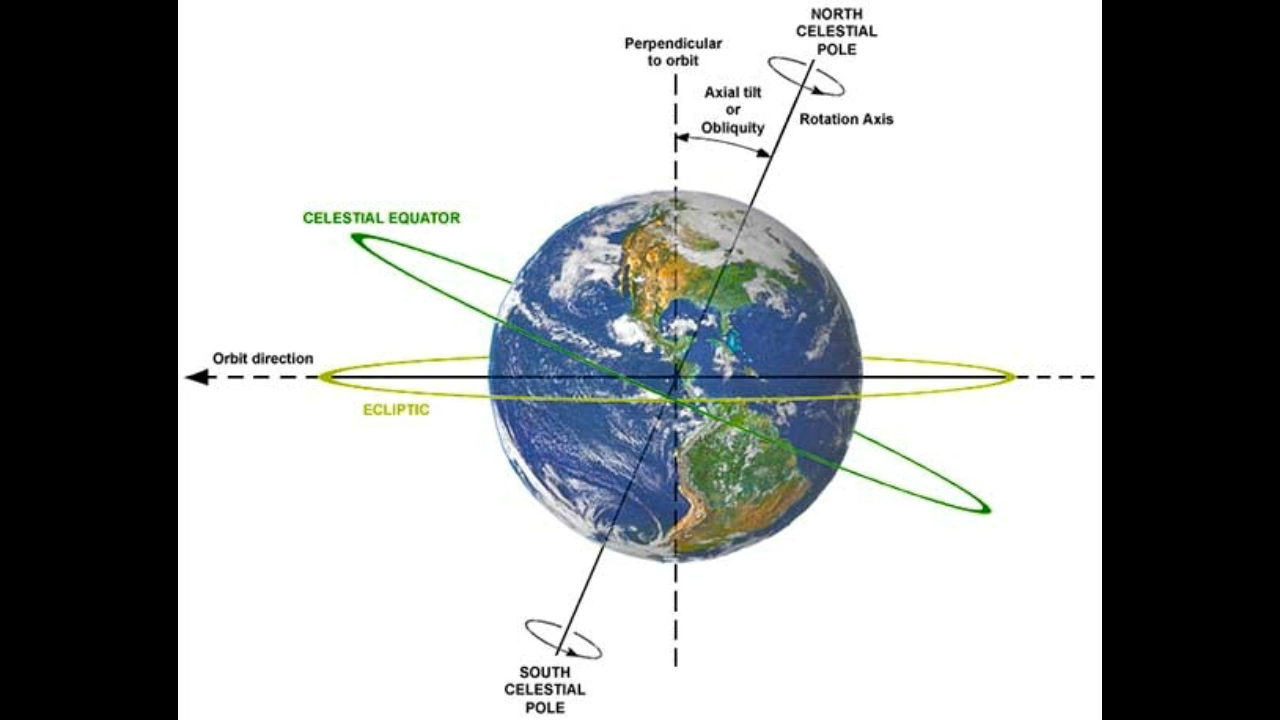 NORTH
CELESTIAL
POLE
Perpendicular
to orbit
Axial tilt
or
Obliquity
Rotation Axis
CELESTIAL EQUATOR
Orbit direction
ECLIPTIC
SOUTH
CELESTIAL
POLE